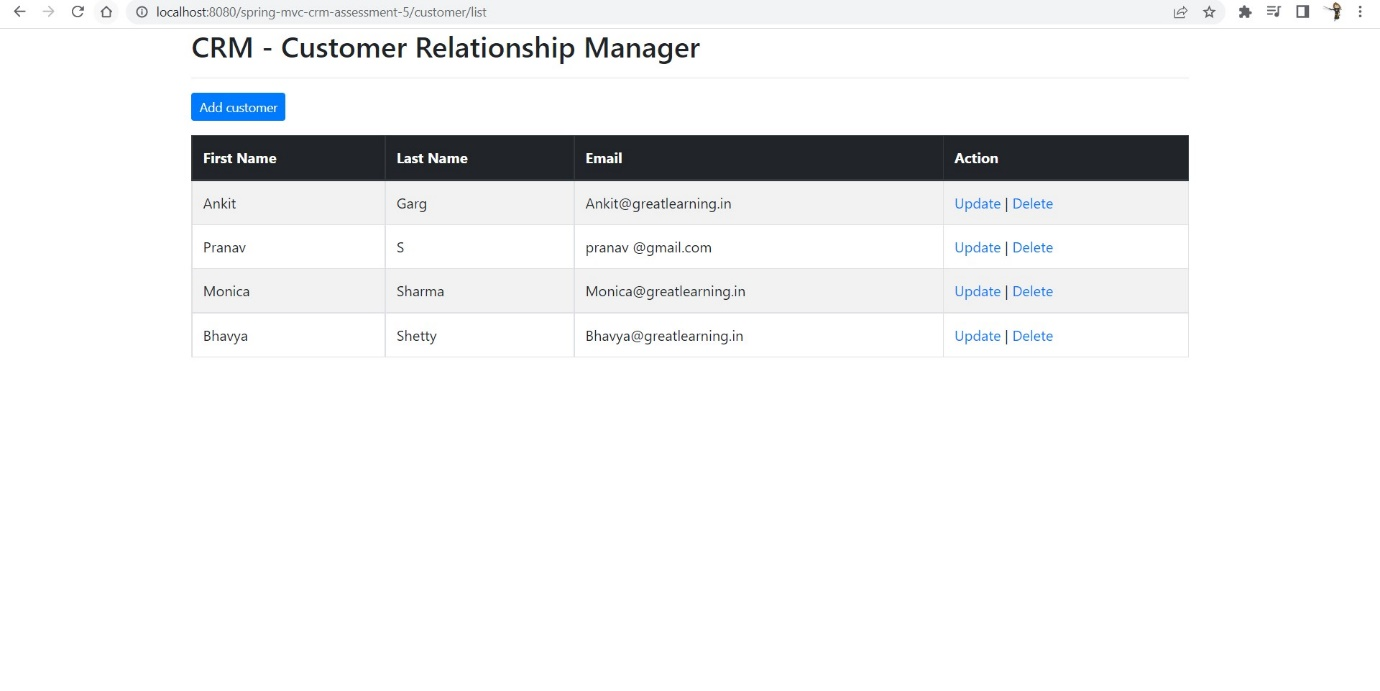 localhost:8080/spring-mvc-crm-assessment-5/customer/list
CRM - Customer Relationship Manager
Add customer
First Name Last Name Email Action
Ankit Garg Ankit@greatlearning.in Update | Delete
Pranav S pranav @gmail.com Update | Delete
Monica Sharma Monica@greatlearning.in Update | Delete
Bhavya Shetty Bhavya@greatlearning.in Update | Delete